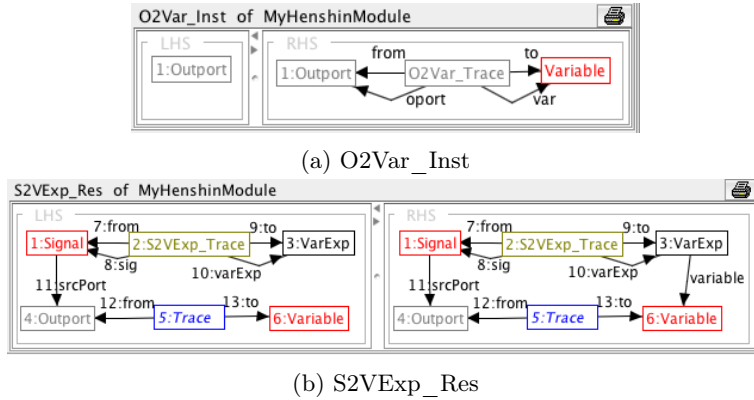 O2Var_Inst of MyHenshinModule
LHS
RHS
1:Outport
1:Outport
from
O2Var_Trace
to
Variable
oport
var
(a) O2Var_Inst
S2VExp_Res of MyHenshinModule
LHS
7:from
9:to
1:Signal
2:S2VExp_Trace
3:VarExp
8:sig
10:varExp
11:srcPort
12:from
13:to
4:Outport
5:Trace
6:Variable
RHS
7:from
9:to
1:Signal
2:S2VExp_Trace
3:VarExp
8:sig
10:varExp
variable
11:srcPort
12:from
13:to
4:Outport
5:Trace
6:Variable
(b) S2VExp_Res